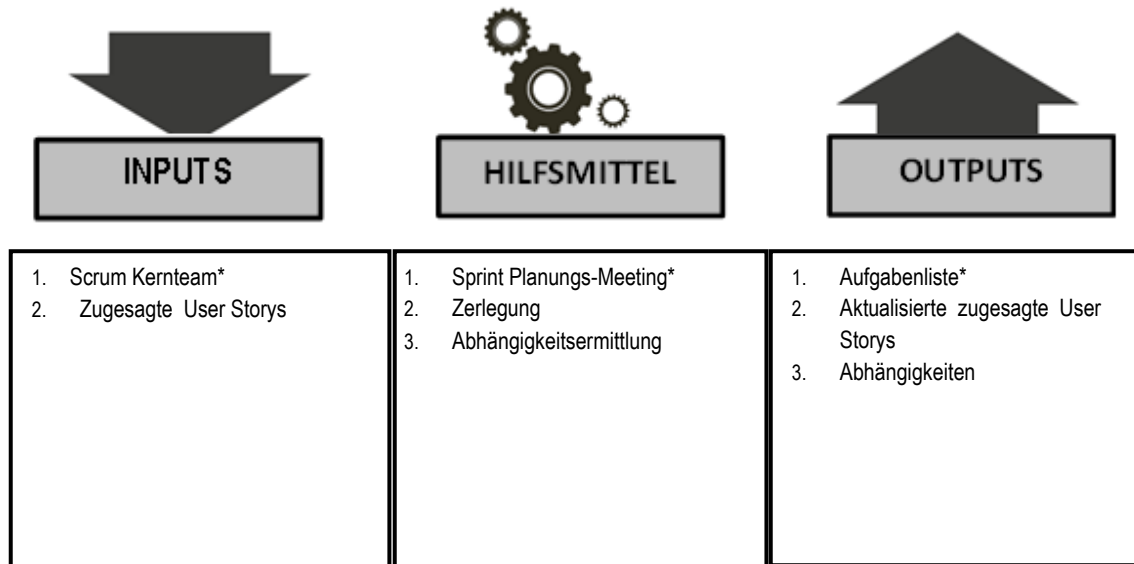 INPUTS
HILFSMITTEL
OUTPUTS
1. Scrum Kernteam*
2. Zugesagte User Storys
1. Sprint Planungs-Meeting*
2. Zerlegung
3. Abhängigkeitsermittlung
1. Aufgabenliste*
2. Aktualisierte zugesagte User
Storys
3. Abhängigkeiten